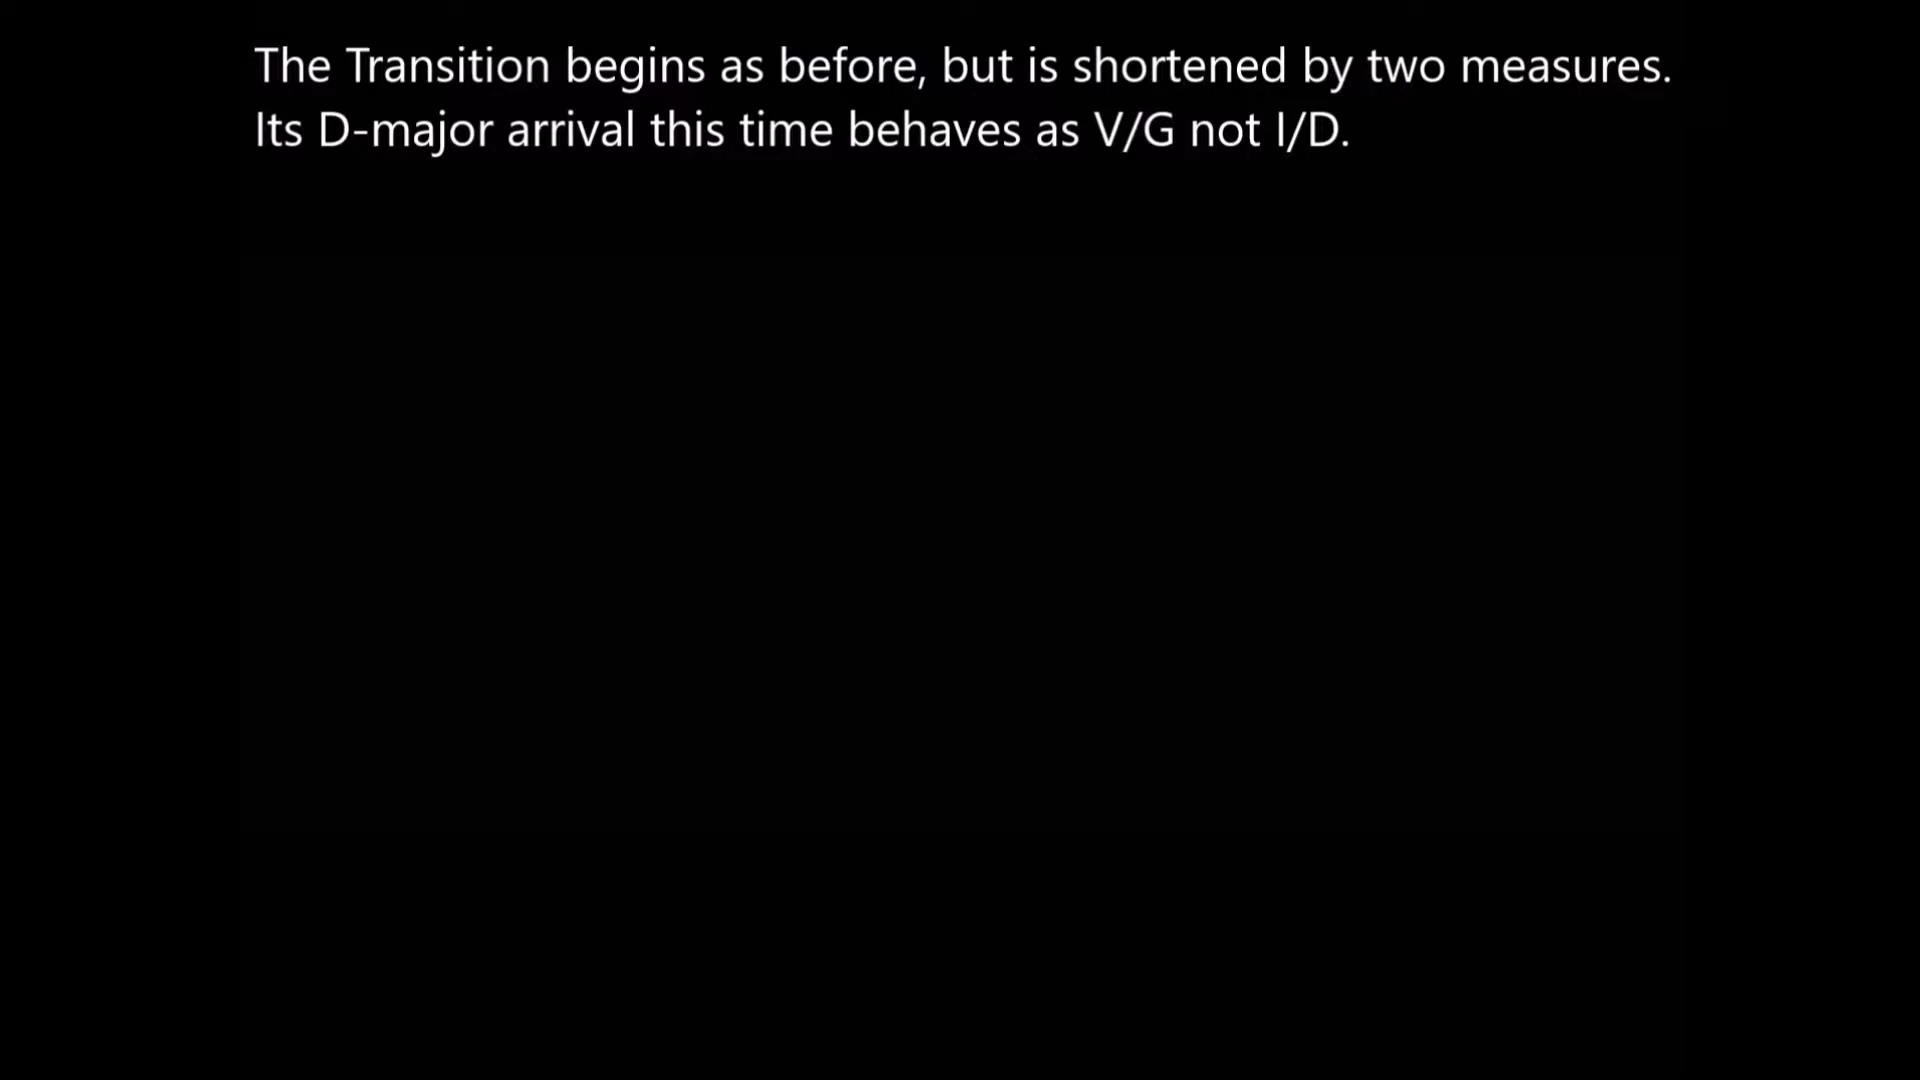 The Transition begins as before, but is shortened by two measures.
Its D-major arrival this time behaves as V/G not I/D.